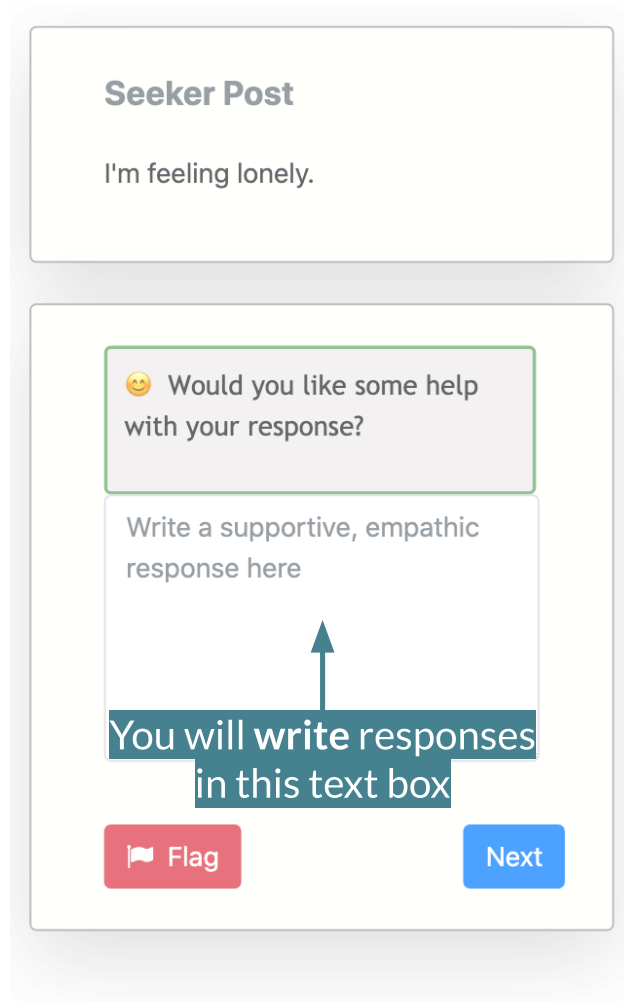 Seeker Post
I'm feeling lonely.
😊 Would you like some help
with your response?
Write a supportive, empathic
response here
You will write responses
in this text box
Flag
Next